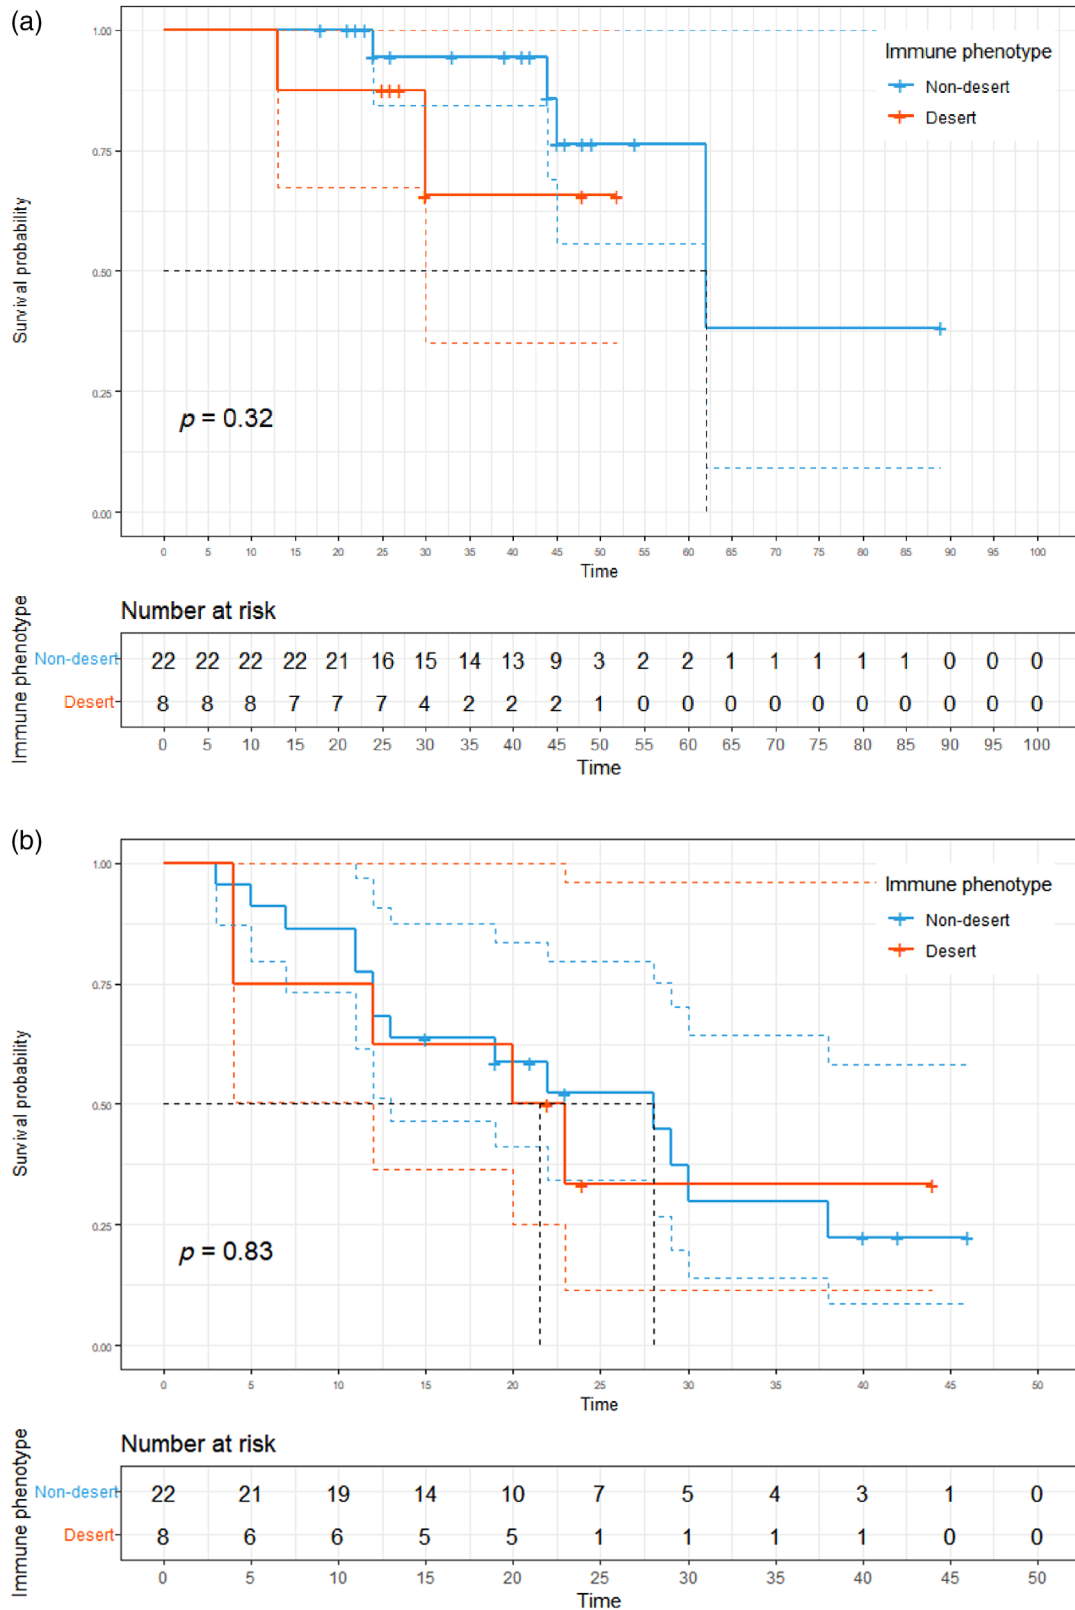 (a)
1.00
0.75
0.50
0.25
0.00
Survival probability
Immune phenotype
Non-desert
Desert
p = 0.32
0 5 10 15 20 25 30 35 40 45 50 55 60 65 70 75 80 85 90 95 100
Time
Number at risk
Immune phenotype
Non-desert 22 22 22 22 21 16 15 14 13 9 3 2 2 1 1 1 1 1 0 0 0
Desert 8 8 8 7 7 7 4 2 2 2 1 0 0 0 0 0 0 0 0 0 0
0 5 10 15 20 25 30 35 40 45 50 55 60 65 70 75 80 85 90 95 100
Time
(b)
1.00
0.75
0.50
0.25
0.00
Survival probability
Immune phenotype
Non-desert
Desert
p = 0.83
0 5 10 15 20 25 30 35 40 45 50
Time
Number at risk
Immune phenotype
Non-desert 22 21 19 14 10 7 5 4 3 1 0
Desert 8 6 6 5 5 1 1 1 1 0 0
0 5 10 15 20 25 30 35 40 45 50
Time